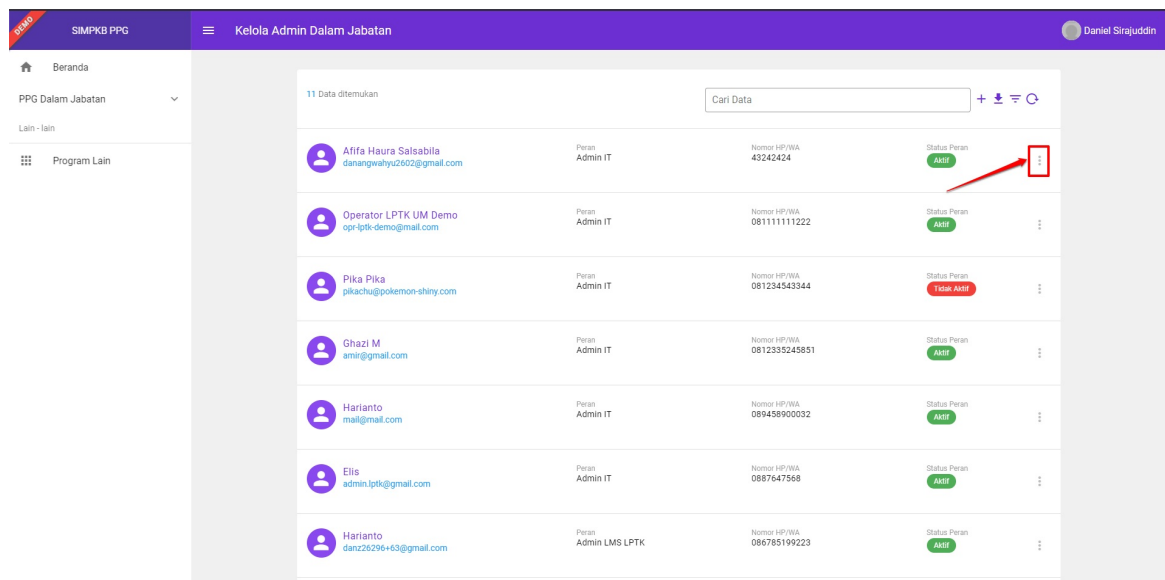 DEMO
SIMPKB PPG
Kelola Admin Dalam Jabatan
Daniel Sirajuddin
Beranda
PPG Dalam Jabatan
Lain - lain
Program Lain
11 Data ditemukan
Cari Data
Afifa Haura Salsabila
danangwahyu2602@gmail.com
Peran
Admin IT
Nomor HP/WA
43242424
Status Peran
Aktif
Operator LPTK UM Demo
opr-lptk-demo@mail.com
Peran
Admin IT
Nomor HP/WA
081111111222
Status Peran
Aktif
Pika Pika
pikachu@pokemon-shiny.com
Peran
Admin IT
Nomor HP/WA
081234543344
Status Peran
Tidak Aktif
Ghazi M
amir@gmail.com
Peran
Admin IT
Nomor HP/WA
0812335245851
Status Peran
Aktif
Harianto
mail@mail.com
Peran
Admin IT
Nomor HP/WA
089458900032
Status Peran
Aktif
Elis
admin.lptk@gmail.com
Peran
Admin IT
Nomor HP/WA
0887647568
Status Peran
Aktif
Harianto
danz26296+63@gmail.com
Peran
Admin LMS LPTK
Nomor HP/WA
086785199223
Status Peran
Aktif